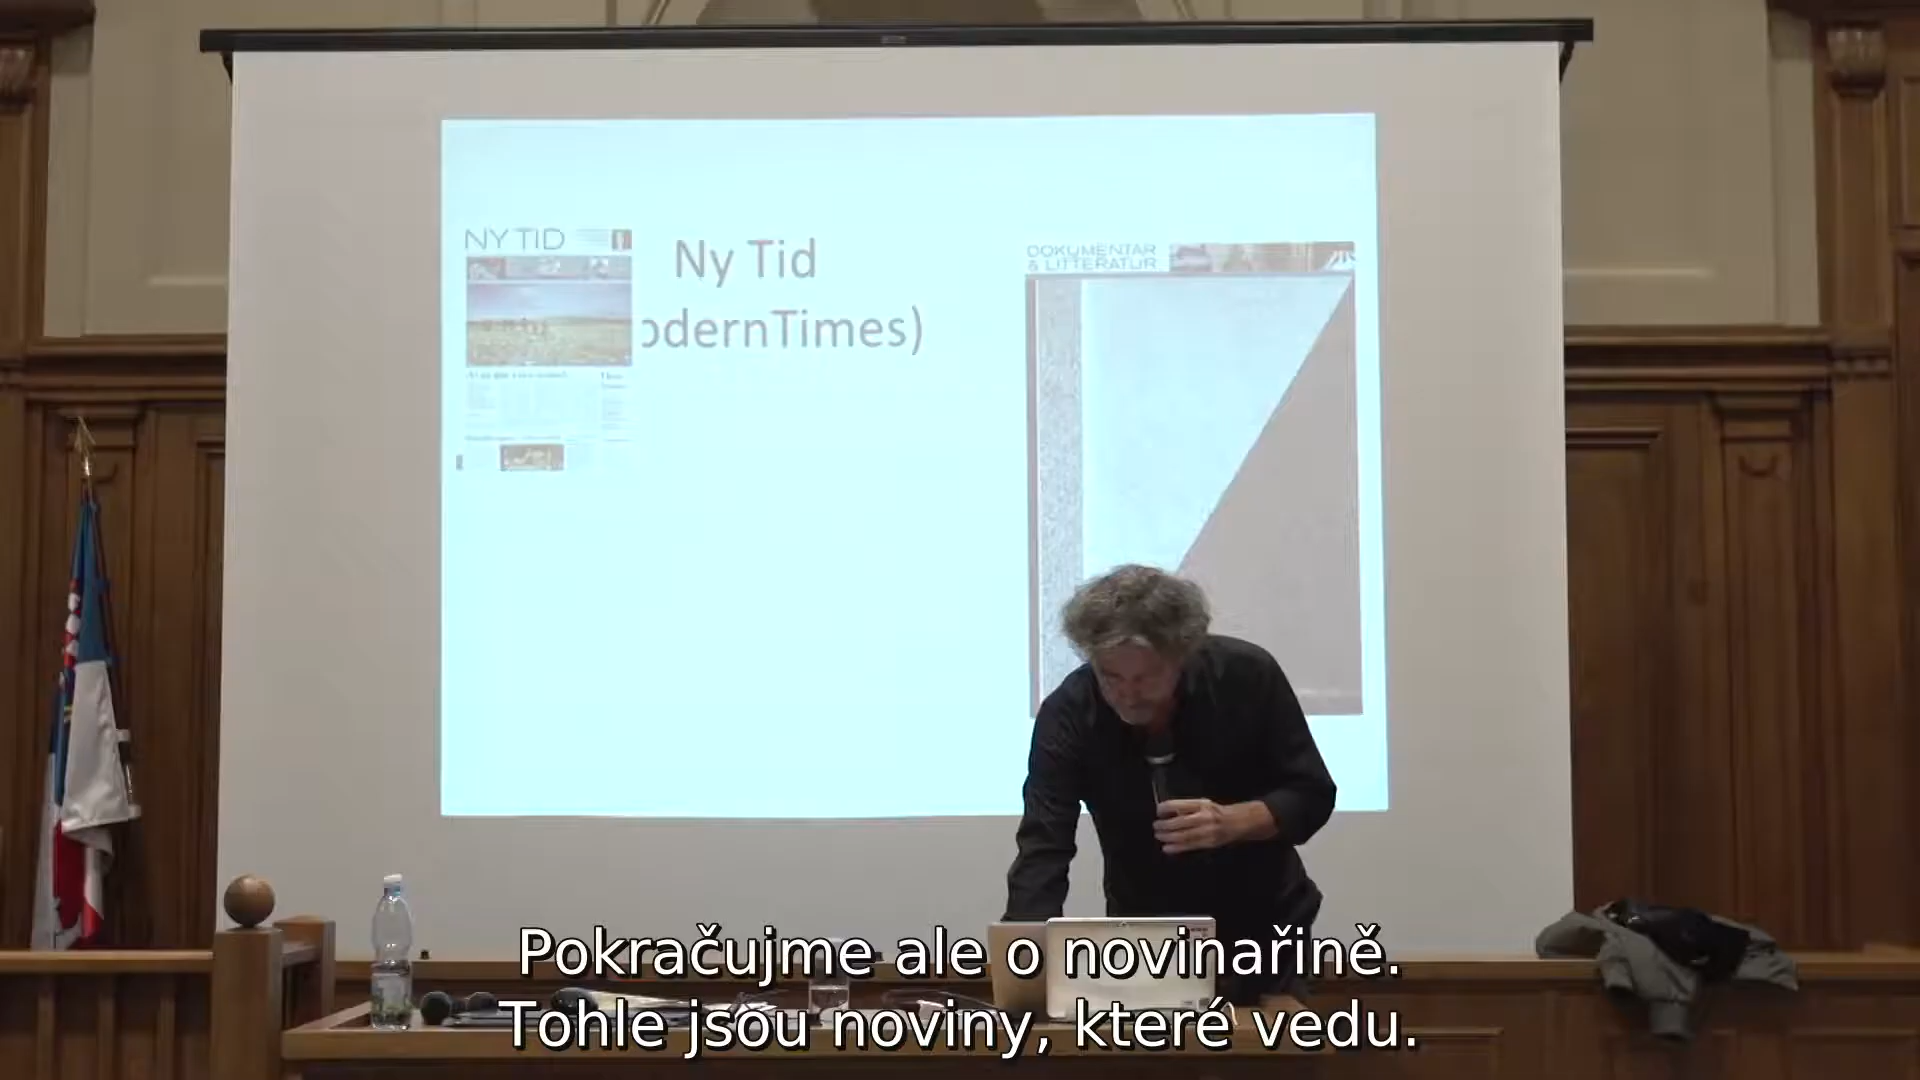 NY TID
Ny Tid
odernTimes)
DOKUMENTAR
& LITTERATUR
Pokračujme ale o novinařině.
Tohle jsou noviny, které vedu.